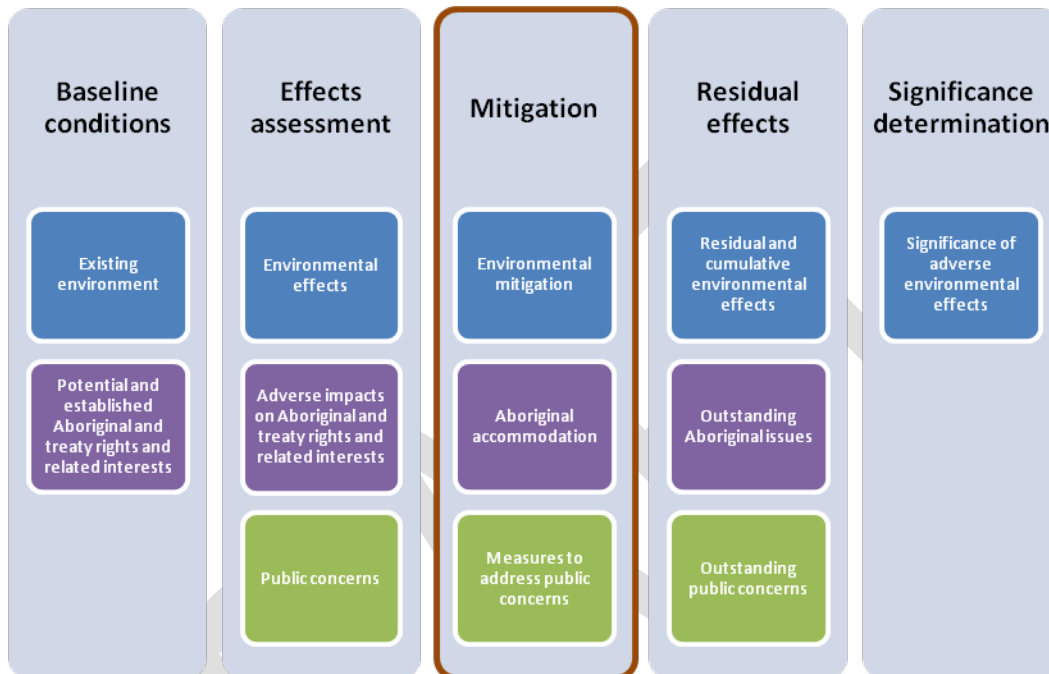 Baseline
conditions
Effects
assessment
Mitigation
Residual
effects
Significance
determination
Existing
environment
Environmental
effects
Environmental
mitigation
Residual and
cumulative
environmental
effects
Significance of
adverse
environmental
effects
Potential and
established
Aboriginal and
treaty rights and
related interests
Adverse impacts
on Aboriginal and
treaty rights and
related interests
Aboriginal
accommodation
Outstanding
Aboriginal issues
Public concerns
Measures to
address public
concerns
Outstanding
public concerns